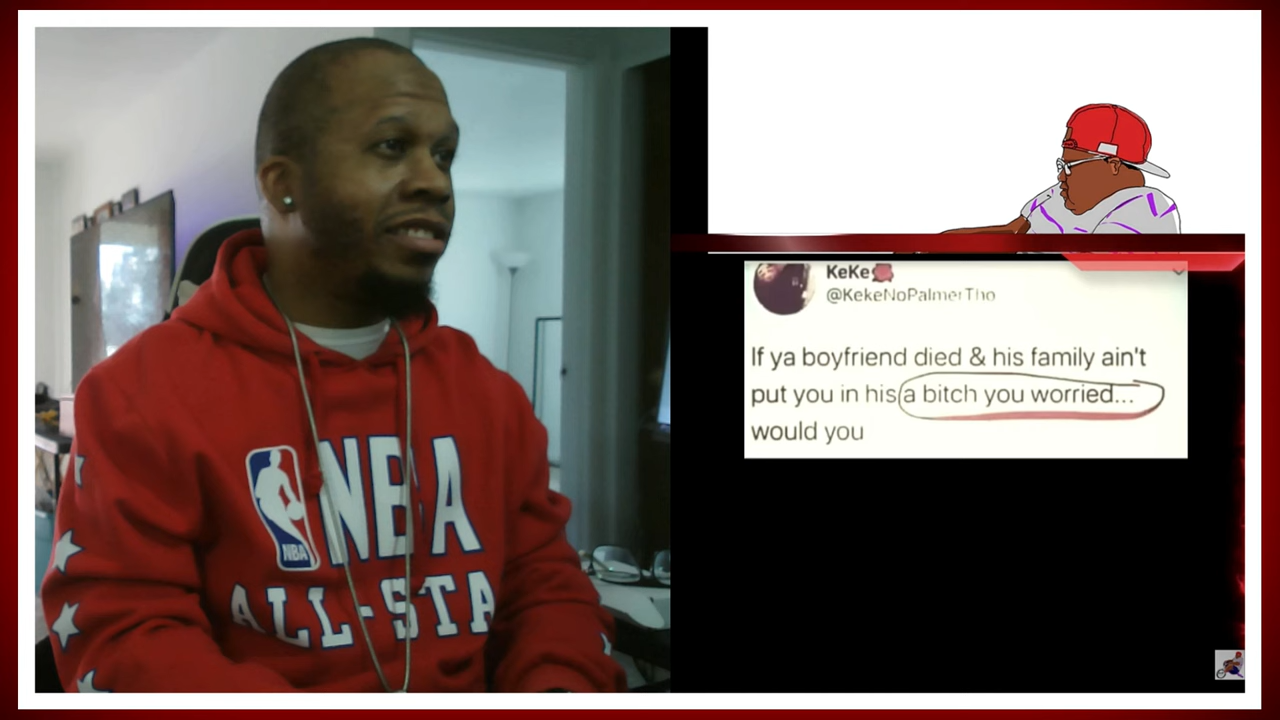 NBA
NBA
ALL-STA
KeKe
@KekeNoPalmerTho
If ya boyfriend died & his family ain't
put you in his a bitch you worried...
would you